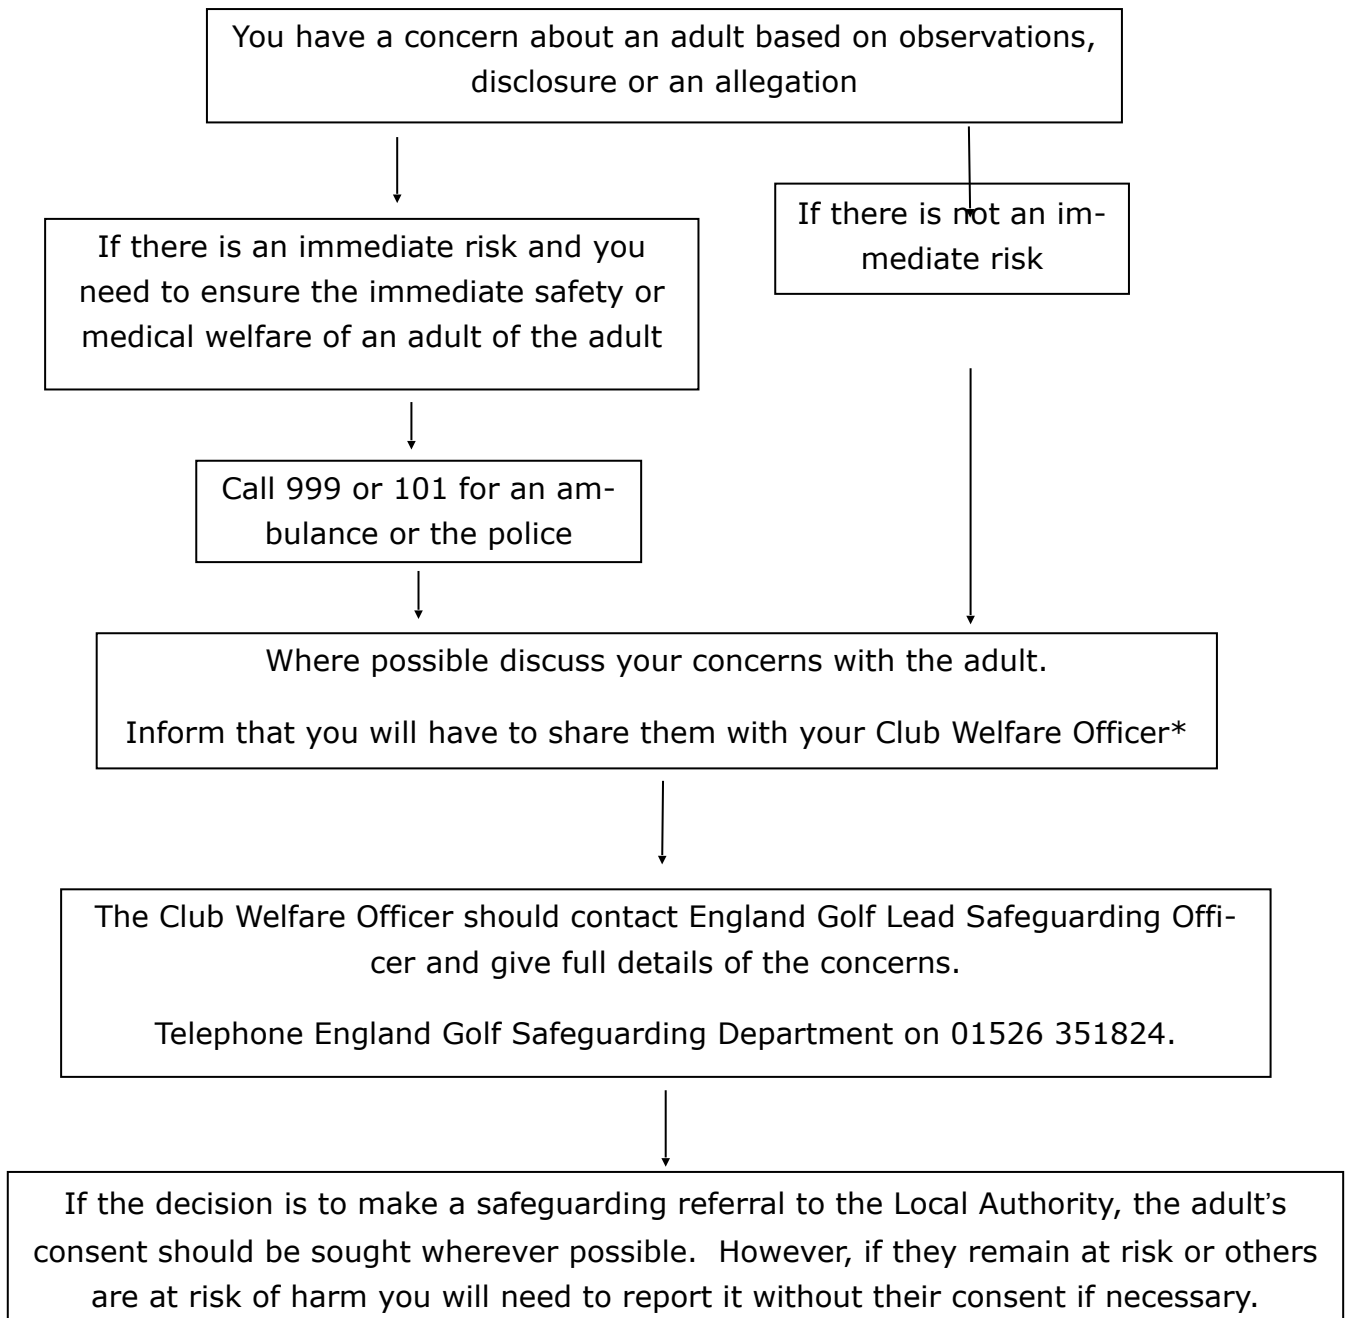 You have a concern about an adult based on observations,
disclosure or an allegation
If there is an immediate risk and you
need to ensure the immediate safety or
medical welfare of an adult of the adult
If there is not an im-
mediate risk
Call 999 or 101 for an am-
bulance or the police
Where possible discuss your concerns with the adult.
Inform that you will have to share them with your Club Welfare Officer*
The Club Welfare Officer should contact England Golf Lead Safeguarding Offi-
cer and give full details of the concerns.
Telephone England Golf Safeguarding Department on 01526 351824.
If the decision is to make a safeguarding referral to the Local Authority, the adult’s
consent should be sought wherever possible.  However, if they remain at risk or others
are at risk of harm you will need to report it without their consent if necessary.